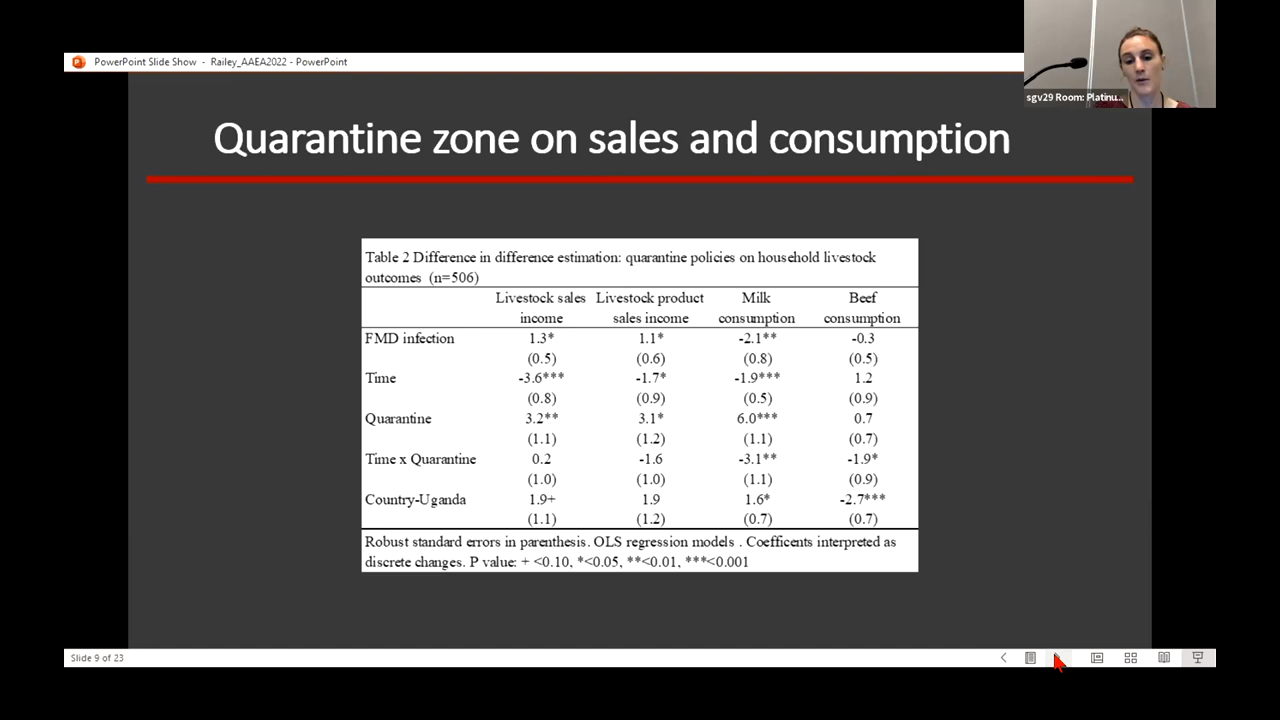 PowerPoint Slide Show - Railey_AAEA2022 - PowerPoint
sgv29 Room: Platinu...
Quarantine zone on sales and consumption
Table 2 Difference in difference estimation: quarantine policies on household livestock
outcomes (n=506)
Livestock sales Livestock product Milk Beef
income sales income consumption consumption
FMD infection 1.3* 1.1* -2.1** -0.3
(0.5) (0.6) (0.8) (0.5)
Time -3.6*** -1.7* -1.9*** 1.2
(0.8) (0.9) (0.5) (0.9)
Quarantine 3.2** 3.1* 6.0*** 0.7
(1.1) (1.2) (1.1) (0.7)
Time x Quarantine 0.2 -1.6 -3.1** -1.9*
(1.0) (1.0) (1.1) (0.9)
Country-Uganda 1.9+ 1.9 1.6* -2.7***
(1.1) (1.2) (0.7) (0.7)
Robust standard errors in parenthesis. OLS regression models . Coefficents interpreted as
discrete changes. P value: + <0.10, *<0.05, **<0.01, ***<0.001
Slide 9 of 23